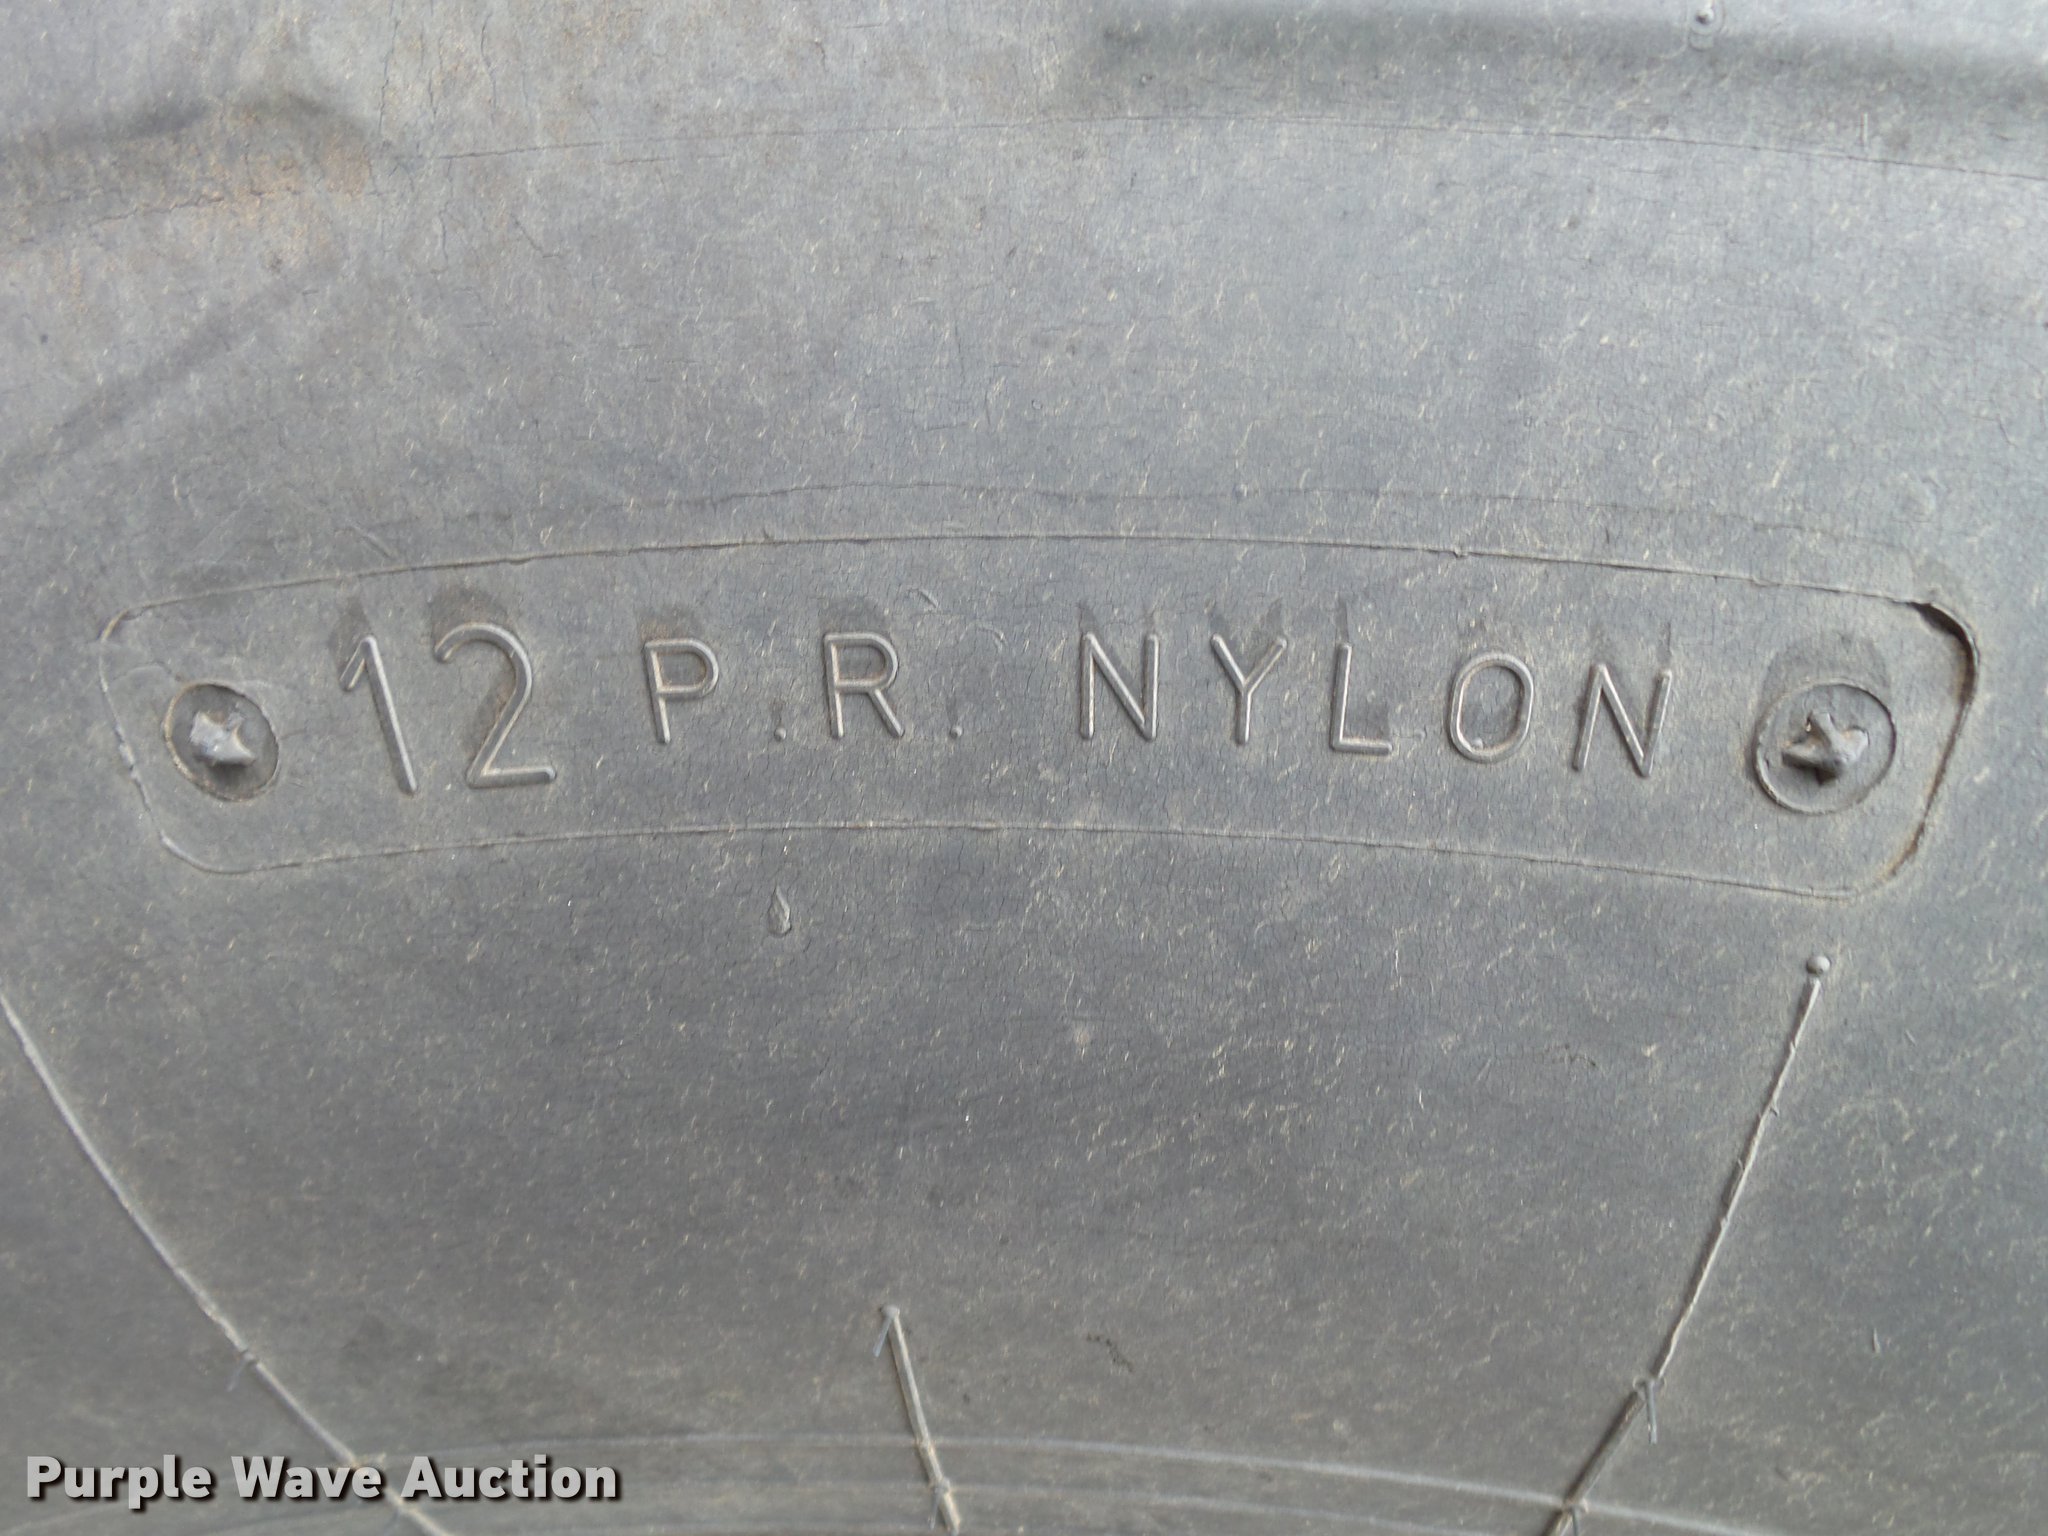 12 P.R. NYLON
Purple Wave Auction